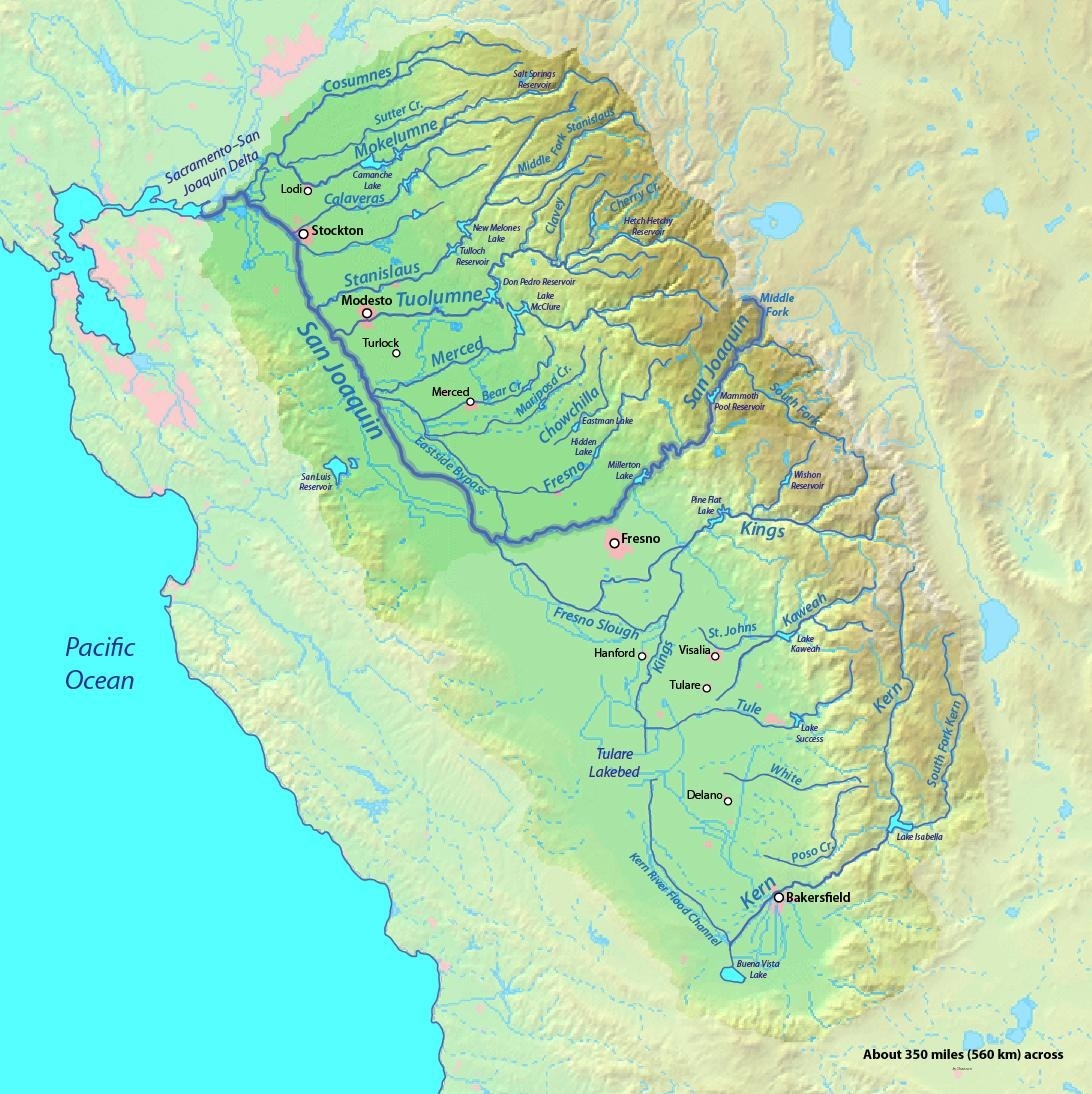 Cosumnes
Salt Springs
Reservoir
Sutter Cr.
Mokelumne
Middle Fork Stanislaus
Sacramento–San
Joaquin Delta
Camanche
Lake
Lodi
Calaveras
Clavey
Cherry Cr.
Hetch Hetchy
Reservoir
Stockton
New Melones
Lake
Tulloch
Reservoir
Stanislaus
Don Pedro Reservoir
Modesto
Tuolumne
Lake
McClure
Middle
Fork
San Joaquin
San Joaquin
Turlock
Merced
Merced
Bear Cr.
Mariposa Cr.
Chowchilla
Mammoth
Pool Reservoir
South Fork
Eastman Lake
Hidden
Lake
Eastside Bypass
Fresno
Millerton
Lake
San Luis
Reservoir
Wishon
Reservoir
Pine Flat
Lake
Kings
Fresno
Fresno Slough
Kaweah
St. Johns
Lake
Kaweah
Hanford
Kings
Visalia
Tulare
Pacific
Ocean
Tule
Lake
Success
Kern
South Fork Kern
Tulare
Lakebed
White
Delano
Lake Isabella
Poso Cr.
Kern River Flood Channel
Kern
Bakersfield
Buena Vista
Lake
About 350 miles (560 km) across